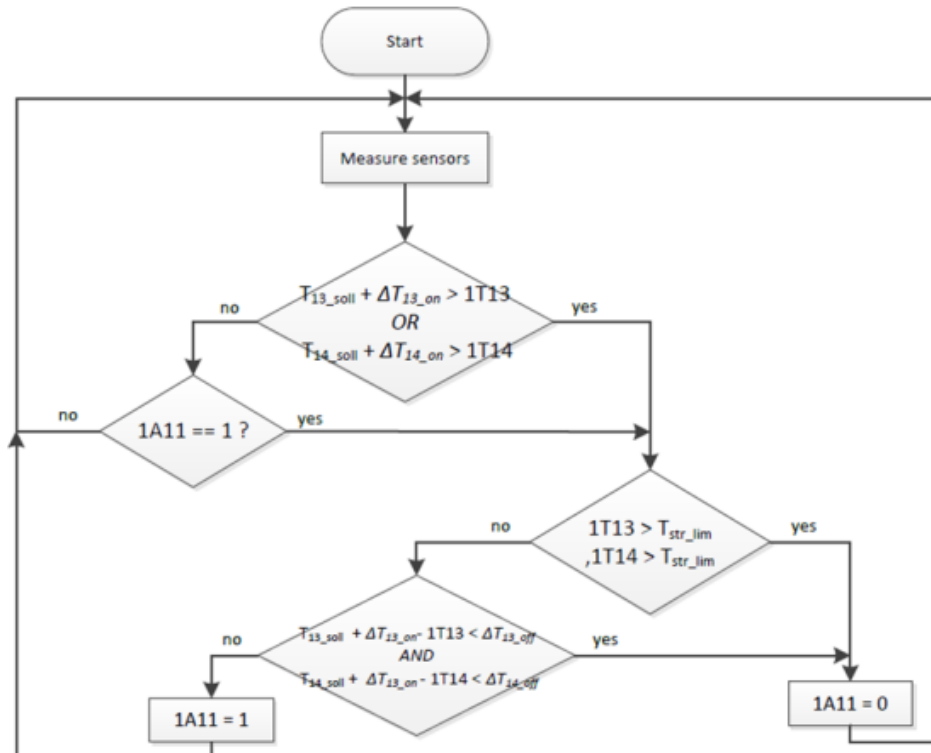 Start
Measure sensors
T13_soll + ΔT13_on > 1T13
OR
T14_soll + ΔT14_on > 1T14
no
yes
1A11 == 1 ?
no
yes
1T13 > Tstr_lim
,1T14 > Tstr_lim
no
yes
T13_soll + ΔT13_on- 1T13 < ΔT13_off
AND
T14_soll + ΔT13_on - 1T14 < ΔT14_off
no
yes
1A11 = 1
1A11 = 0